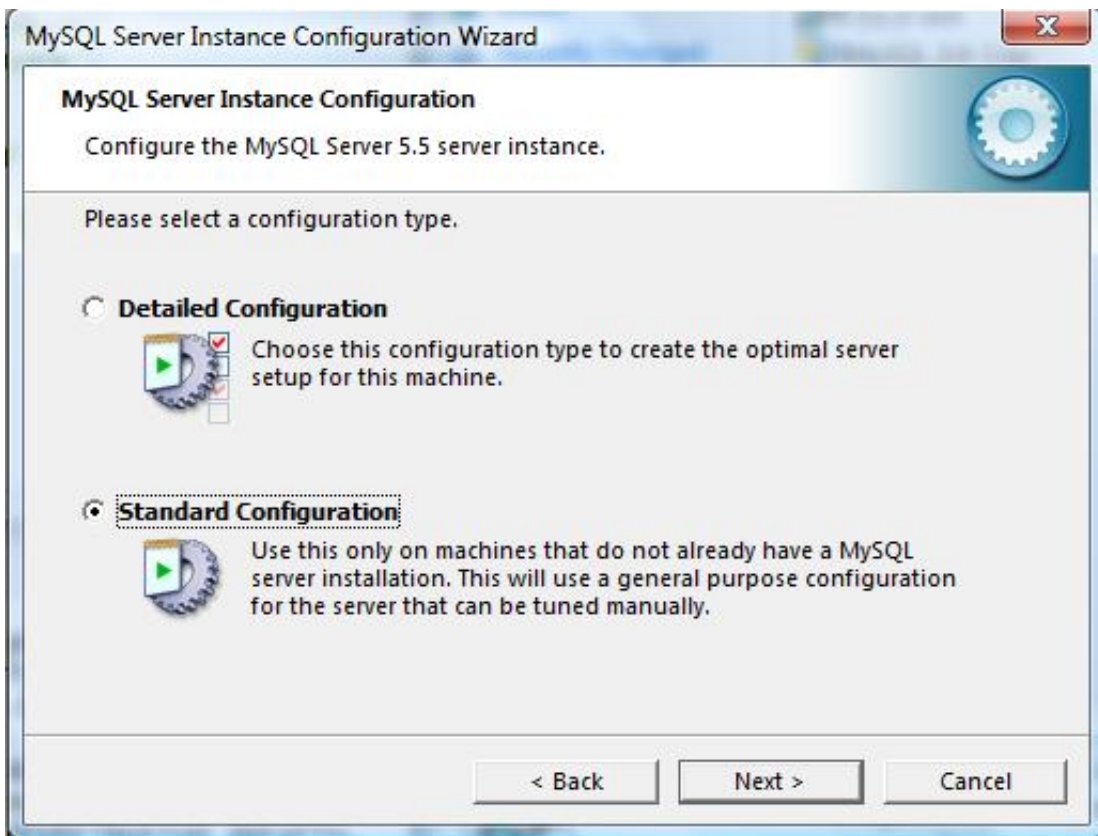 MySQL Server Instance Configuration Wizard
MySQL Server Instance Configuration
Configure the MySQL Server 5.5 server instance.
Please select a configuration type.
Detailed Configuration
Choose this configuration type to create the optimal server
setup for this machine.
Standard Configuration
Use this only on machines that do not already have a MySQL
server installation. This will use a general purpose configuration
for the server that can be tuned manually.
< Back
Next >
Cancel